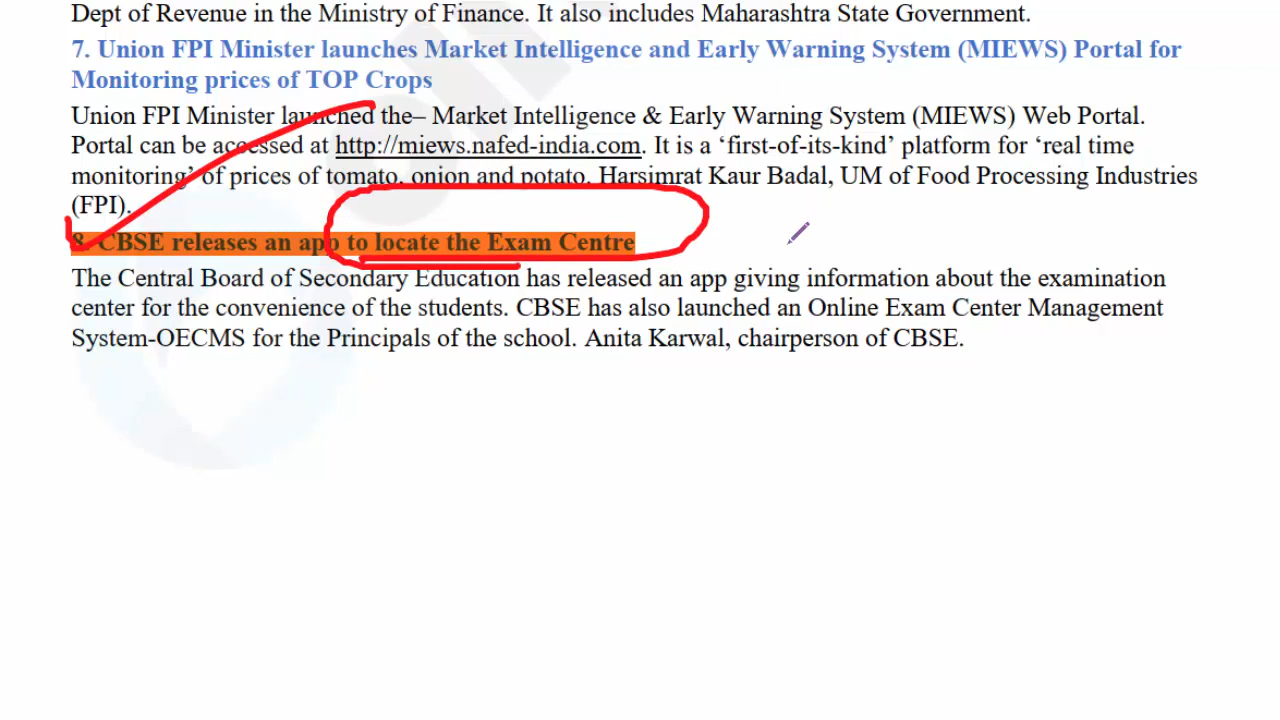 Dept of Revenue in the Ministry of Finance. It also includes Maharashtra State Government.
7. Union FPI Minister launches Market Intelligence and Early Warning System (MIEWS) Portal for
Monitoring prices of TOP Crops
Union FPI Minister launched the– Market Intelligence & Early Warning System (MIEWS) Web Portal.
Portal can be accessed at http://miews.nafed-india.com. It is a ‘first-of-its-kind’ platform for ‘real time
monitoring’ of prices of tomato, onion and potato. Harsimrat Kaur Badal, UM of Food Processing Industries
(FPI).
8. CBSE releases an app to locate the Exam Centre
The Central Board of Secondary Education has released an app giving information about the examination
center for the convenience of the students. CBSE has also launched an Online Exam Center Management
System-OECMS for the Principals of the school. Anita Karwal, chairperson of CBSE.